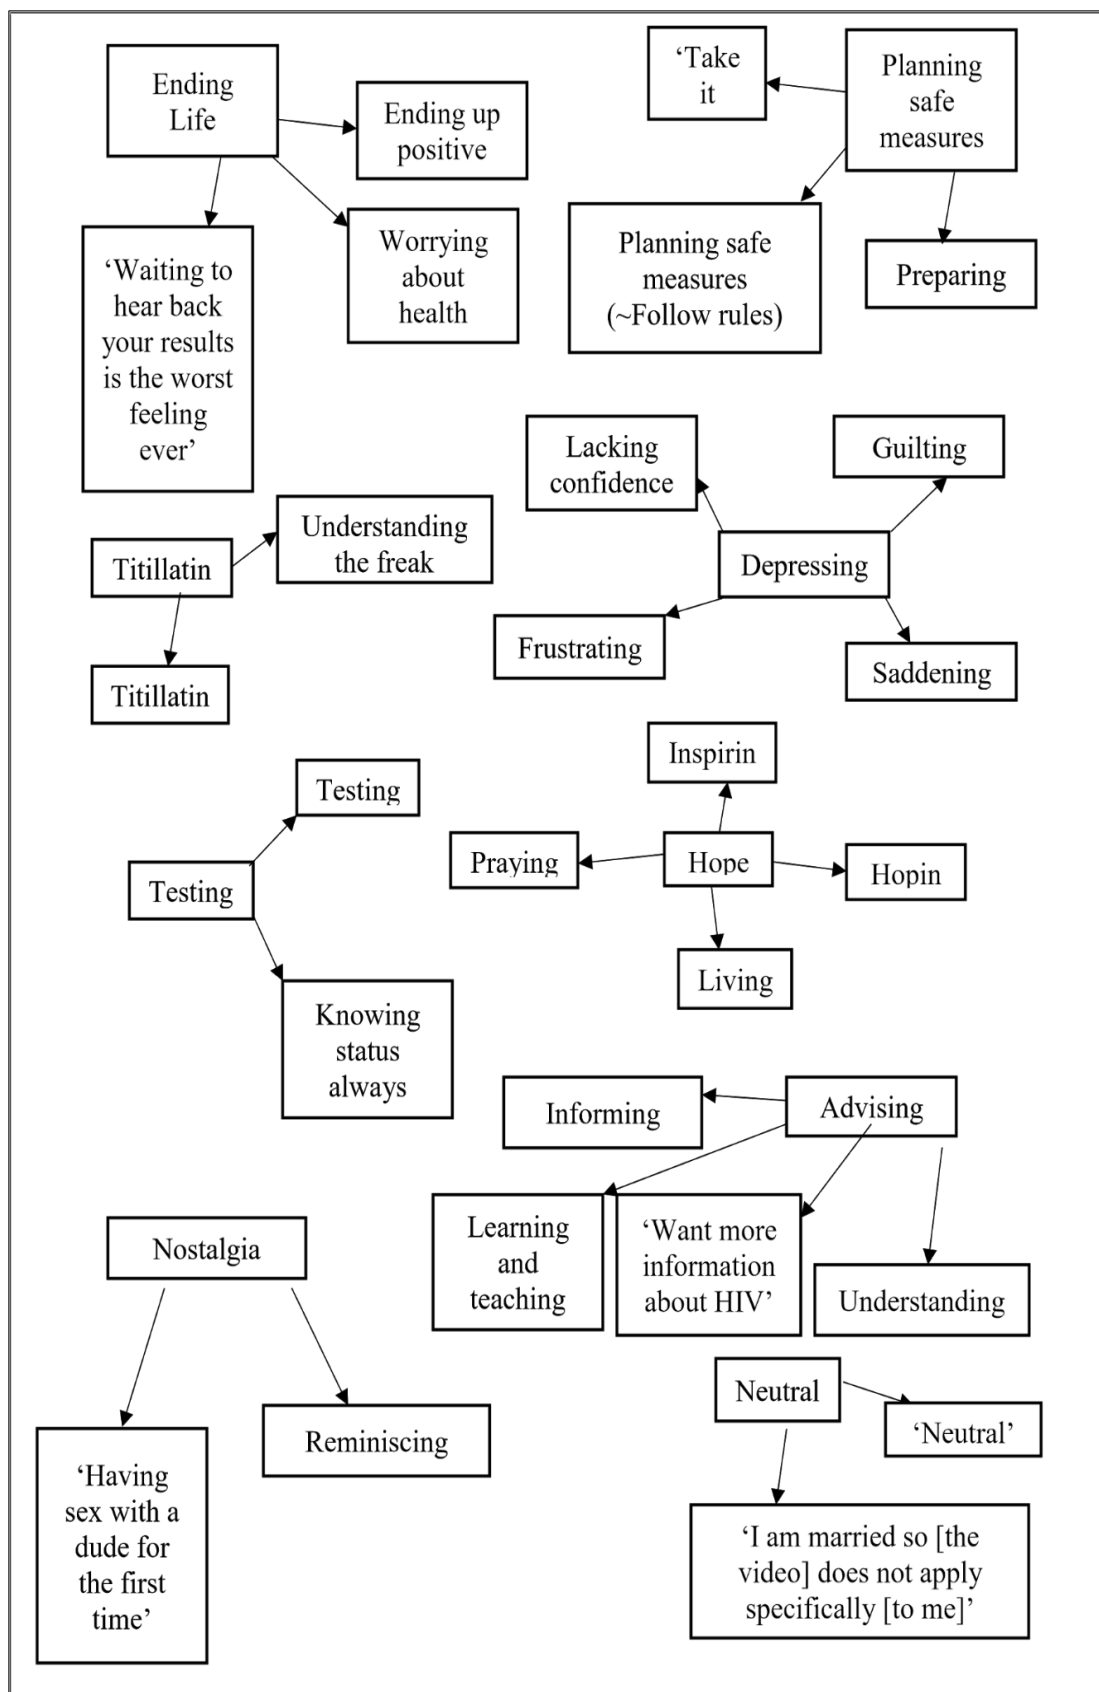 Ending
Life
Ending up
positive
Worrying
about
health
‘Waiting to
hear back
your results
is the worst
feeling
ever’
‘Take
it
Planning
safe
measures
Planning safe
measures
(~Follow rules)
Preparing
Titillatin
Understanding
the freak
Titillatin
Lacking
confidence
Guilting
Depressing
Frustrating
Saddening
Testing
Testing
Knowing
status
always
Inspirin
Praying
Hope
Hopin
Living
Informing
Advising
Learning
and
teaching
‘Want more
information
about HIV’
Understanding
Nostalgia
‘Having
sex with a
dude for
the first
time’
Reminiscing
Neutral
‘Neutral’
‘I am married so [the
video] does not apply
specifically [to me]’